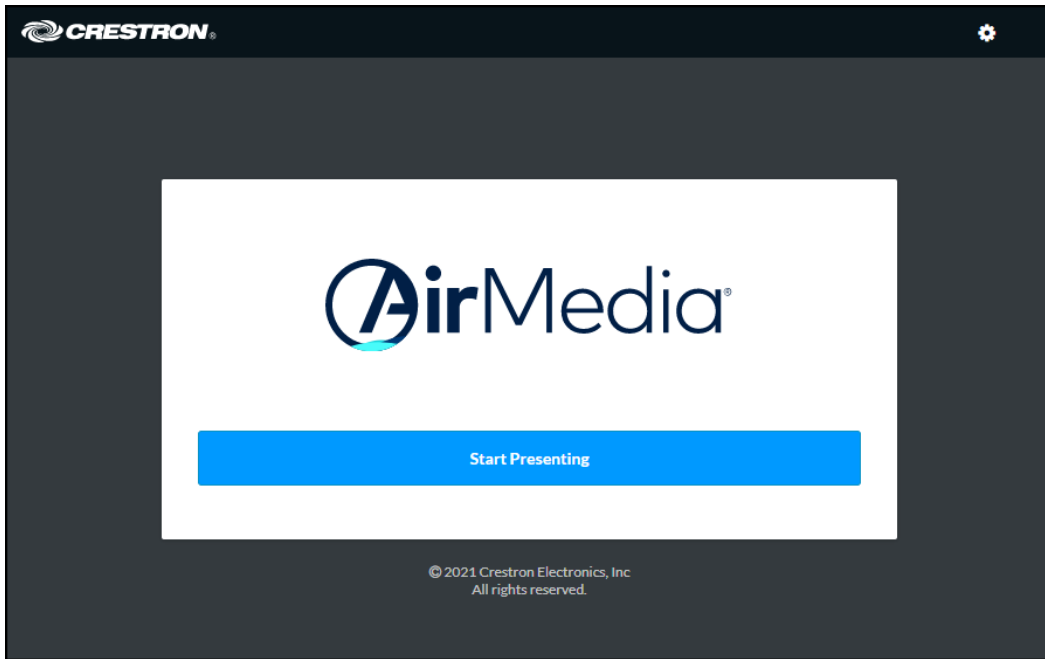 CRESTRON®
AirMedia®
Start Presenting
© 2021 Crestron Electronics, Inc
All rights reserved.